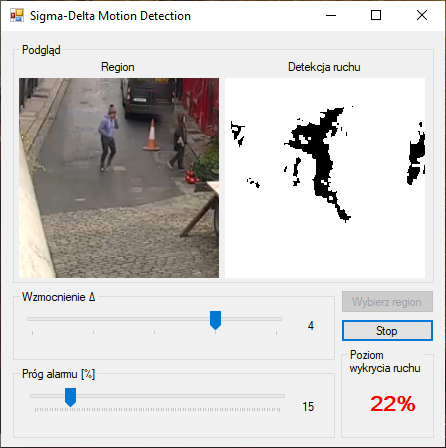 Sigma-Delta Motion Detection
Podgląd
Region
Detekcja ruchu
Wzmocnienie Δ
4
Wybierz region
Stop
Próg alarmu [%]
15
Poziom
wykrycia ruchu
22%